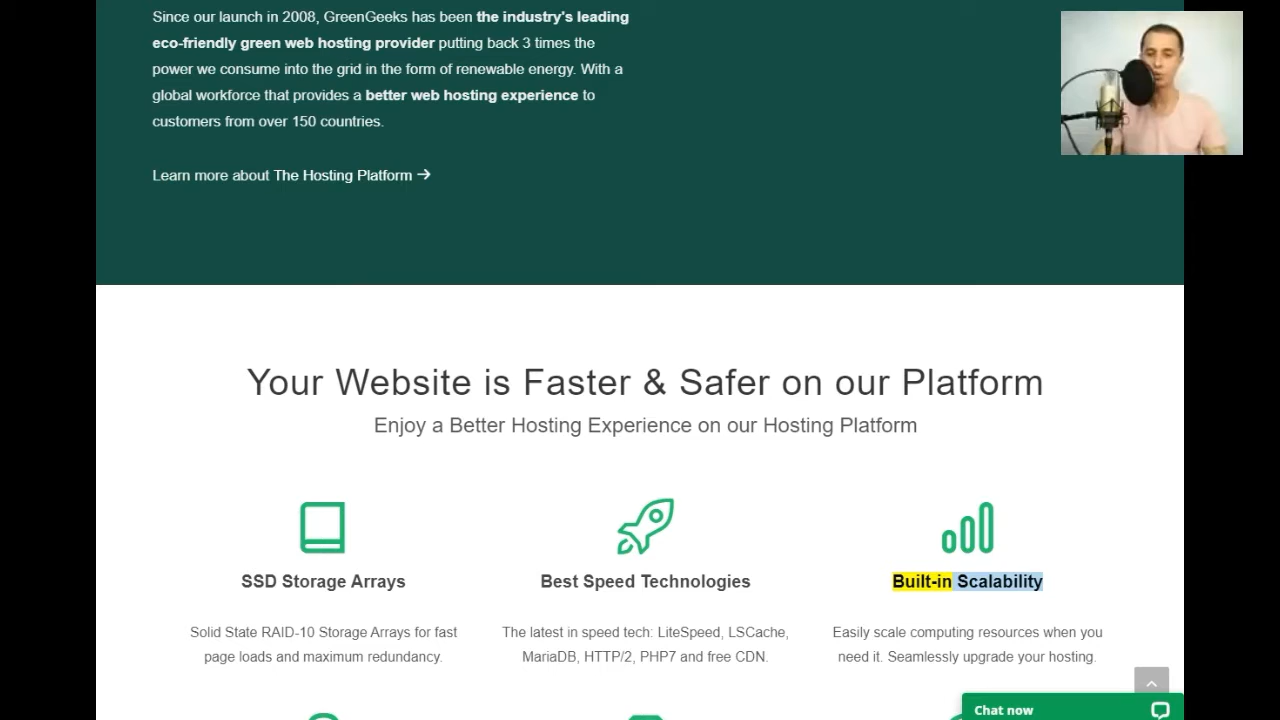 Since our launch in 2008, GreenGeeks has been the industry's leading
eco-friendly green web hosting provider putting back 3 times the
power we consume into the grid in the form of renewable energy. With a
global workforce that provides a better web hosting experience to
customers from over 150 countries.
Learn more about The Hosting Platform →
Your Website is Faster & Safer on our Platform
Enjoy a Better Hosting Experience on our Hosting Platform
SSD Storage Arrays
Solid State RAID-10 Storage Arrays for fast
page loads and maximum redundancy.
Best Speed Technologies
The latest in speed tech: LiteSpeed, LSCache,
MariaDB, HTTP/2, PHP7 and free CDN.
Built-in Scalability
Easily scale computing resources when you
need it. Seamlessly upgrade your hosting.
Chat now